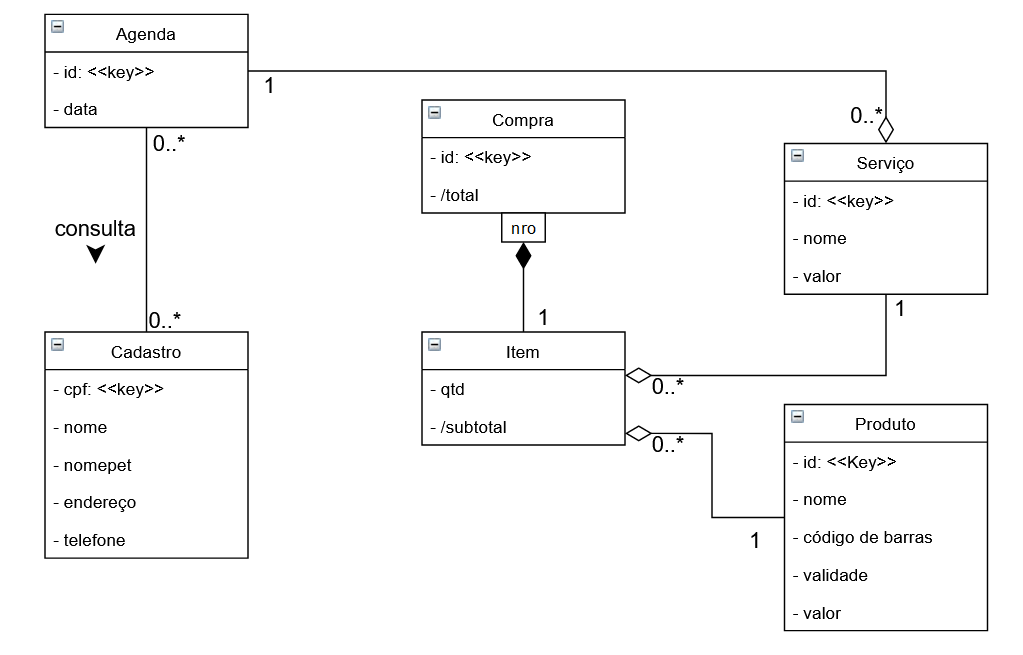 Agenda
- id: <<key>>
- data
1
0..*
consulta
0..*
Cadastro
- cpf: <<key>>
- nome
- nomepet
- endereço
- telefone
Compra
- id: <<key>>
- /total
nro
1
Item
- qtd
- /subtotal
0..*
0..*
0..*
Serviço
- id: <<key>>
- nome
- valor
1
Produto
- id: <<Key>>
- nome
- código de barras
- validade
- valor
1